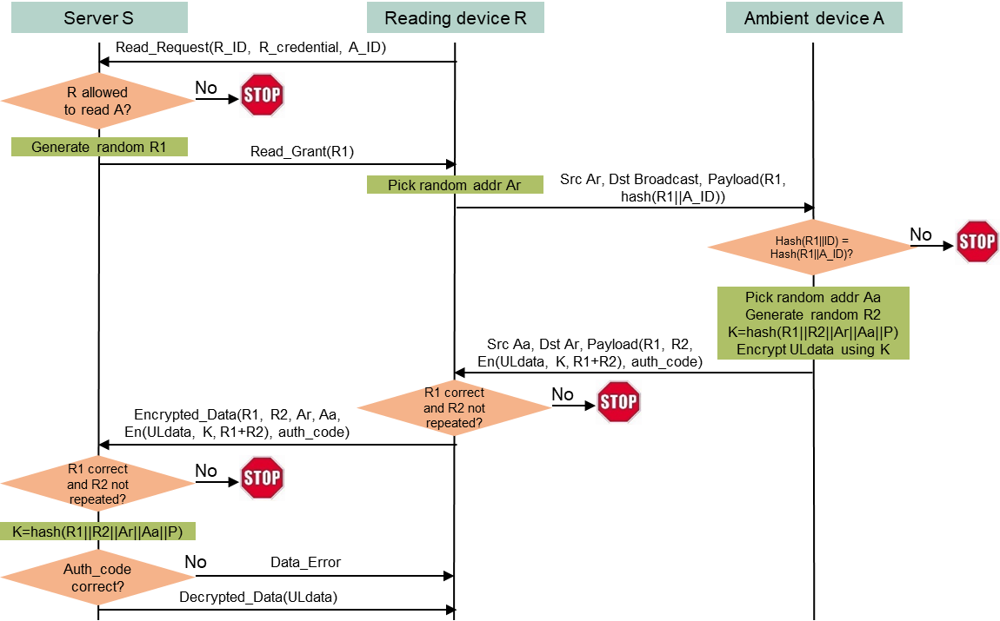 Server S
Reading device R
Ambient device A
Read_Request(R_ID, R_credential, A_ID)
R allowed
to read A?
No
STOP
Generate random R1
Read_Grant(R1)
Pick random addr Ar
Src Ar, Dst Broadcast, Payload(R1,
hash(R1||A_ID))
Hash(R1||ID) =
Hash(R1||A_ID)?
No
STOP
Pick random addr Aa
Generate random R2
K=hash(R1||R2||Ar||Aa||P)
Encrypt ULdata using K
Src Aa, Dst Ar, Payload(R1, R2,
En(ULdata, K, R1+R2), auth_code)
R1 correct
and R2 not
repeated?
No
STOP
Encrypted_Data(R1, R2, Ar, Aa,
En(ULdata, K, R1+R2), auth_code)
R1 correct
and R2 not
repeated?
No
STOP
K=hash(R1||R2||Ar||Aa||P)
Auth_code
correct?
No
Data_Error
Decrypted_Data(ULdata)